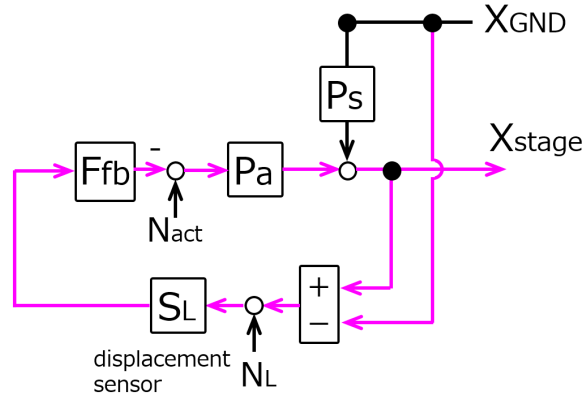 XGND
Ps
Xstage
-
Ffb
Pa
Nact
+
SL
−
displacement
sensor
NL